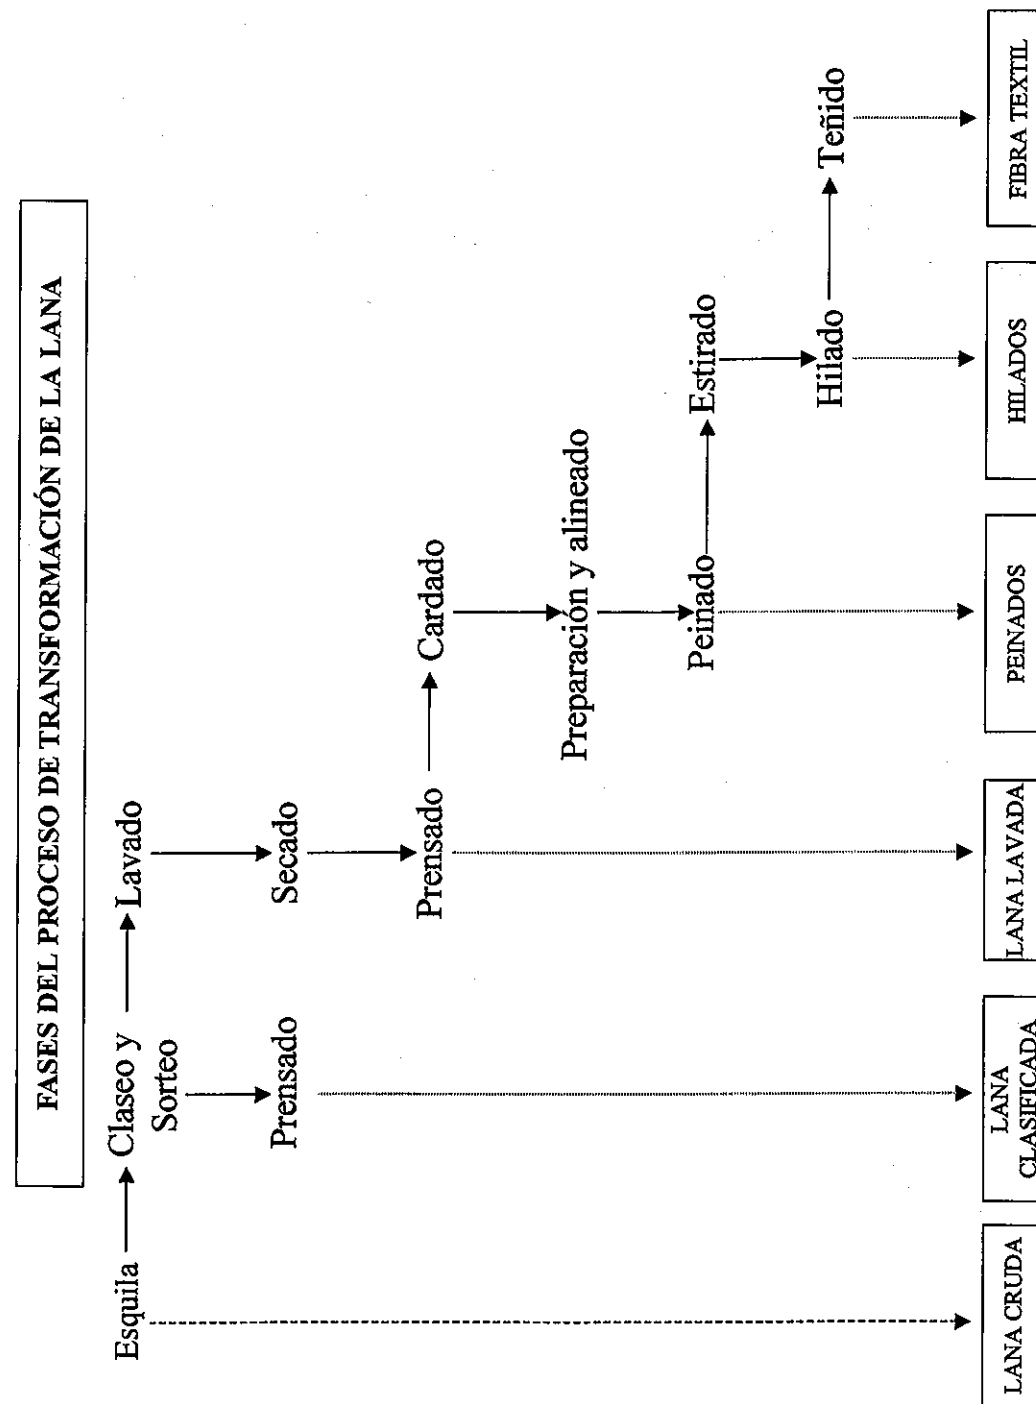 FASES DEL PROCESO DE TRANSFORMACIÓN DE LA LANA
Esquila
Claseo y
Sorteo
Lavado
Prensado
Secado
Prensado
Cardado
Preparación y alineado
Peinado
Estirado
Hilado
Teñido
LANA CRUDA
LANA
CLASIFICADA
LANA LAVADA
PEINADOS
HILADOS
FIBRA TEXTIL